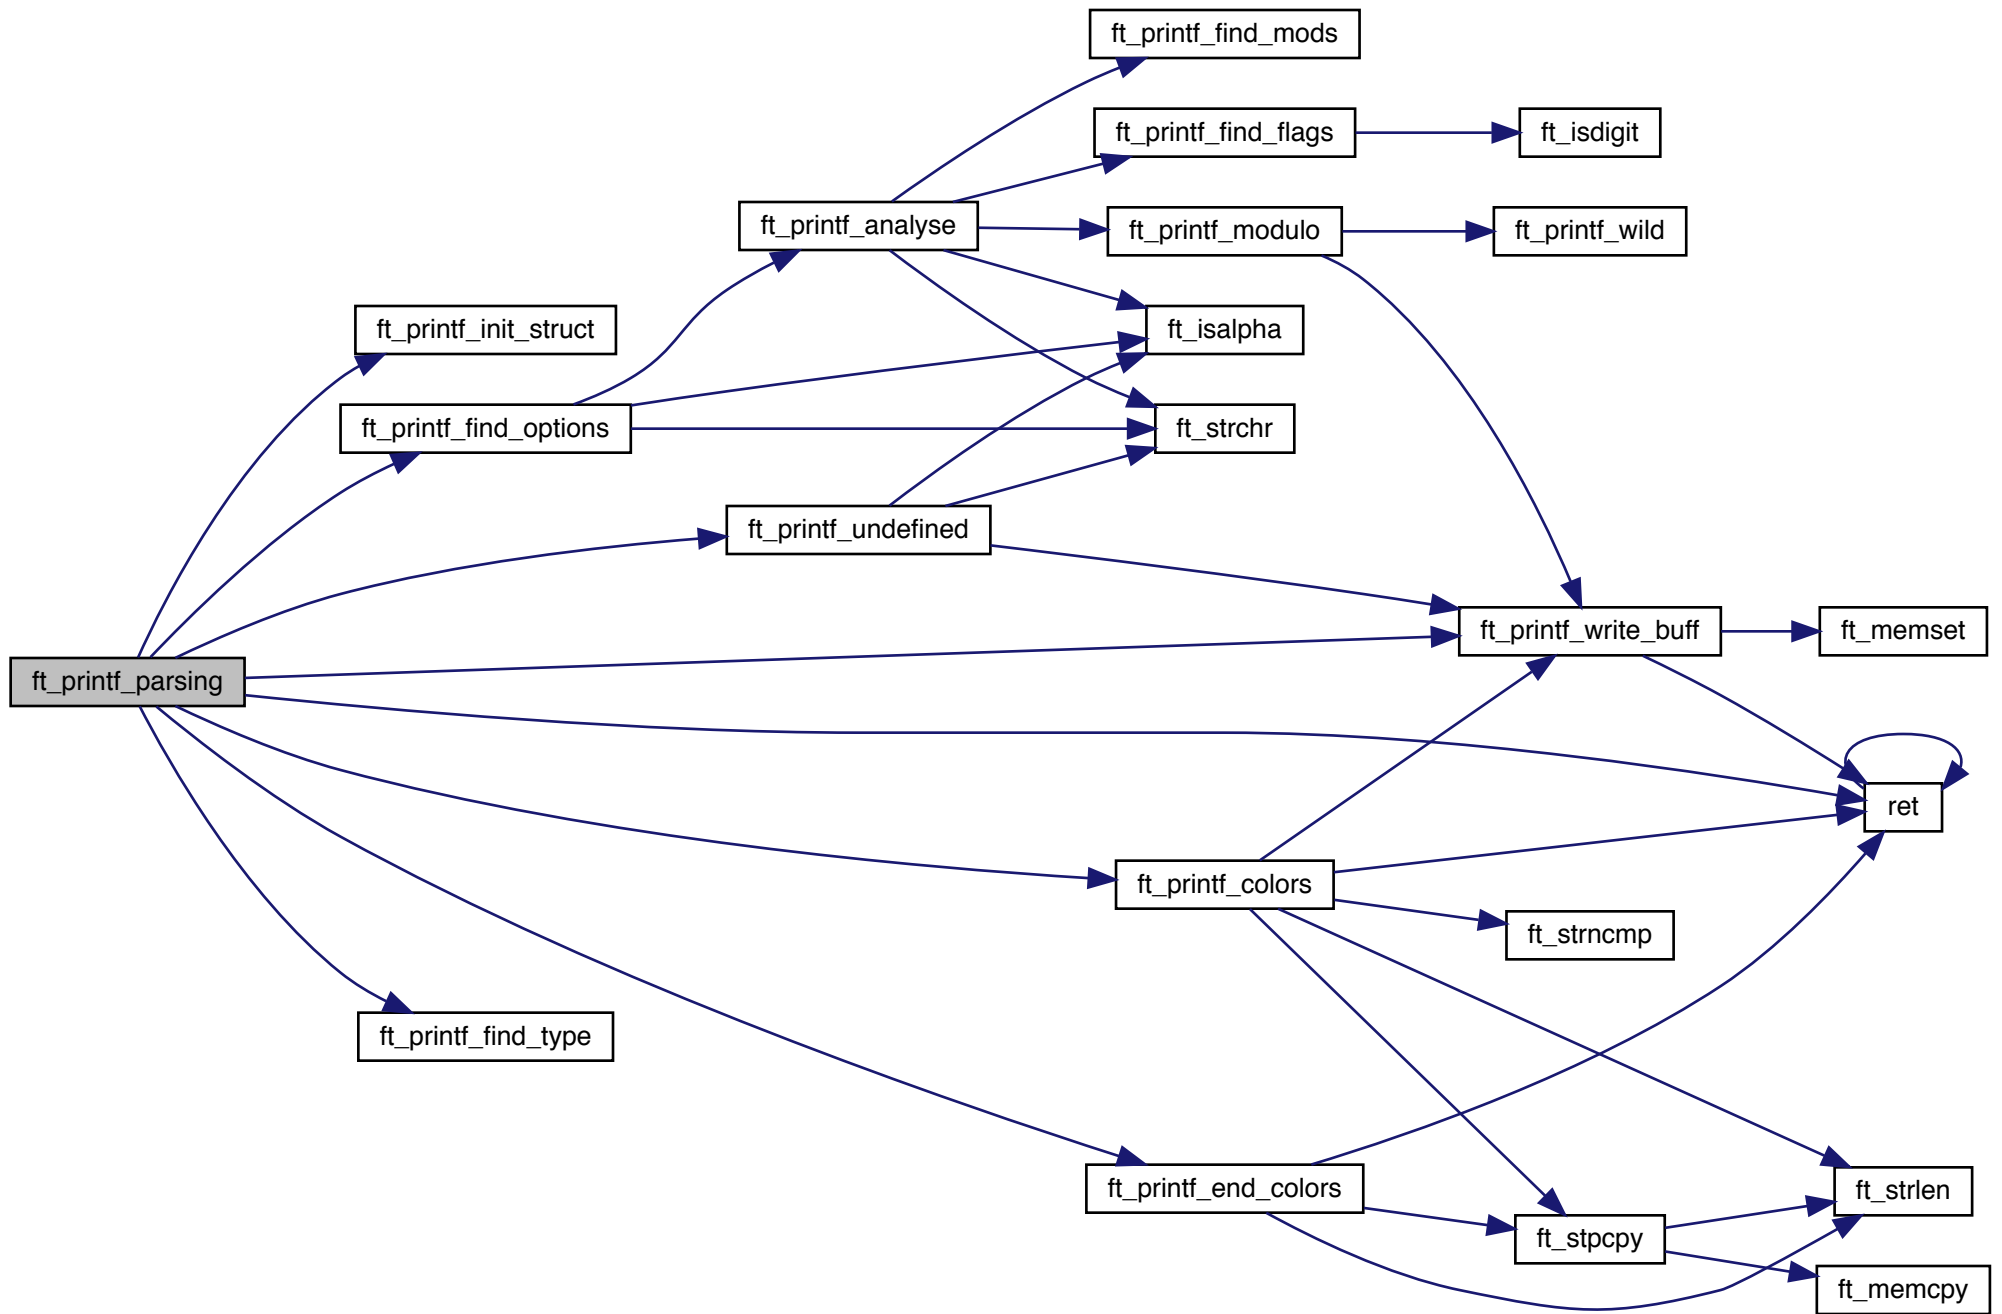 ft_printf_find_mods
ft_printf_find_flags
ft_isdigit
ft_printf_analyse
ft_printf_modulo
ft_printf_wild
ft_printf_init_struct
ft_isalpha
ft_printf_find_options
ft_strchr
ft_printf_undefined
ft_printf_write_buff
ft_memset
ft_printf_parsing
ret
ft_printf_colors
ft_strncmp
ft_printf_find_type
ft_printf_end_colors
ft_strlen
ft_stpcpy
ft_memcpy